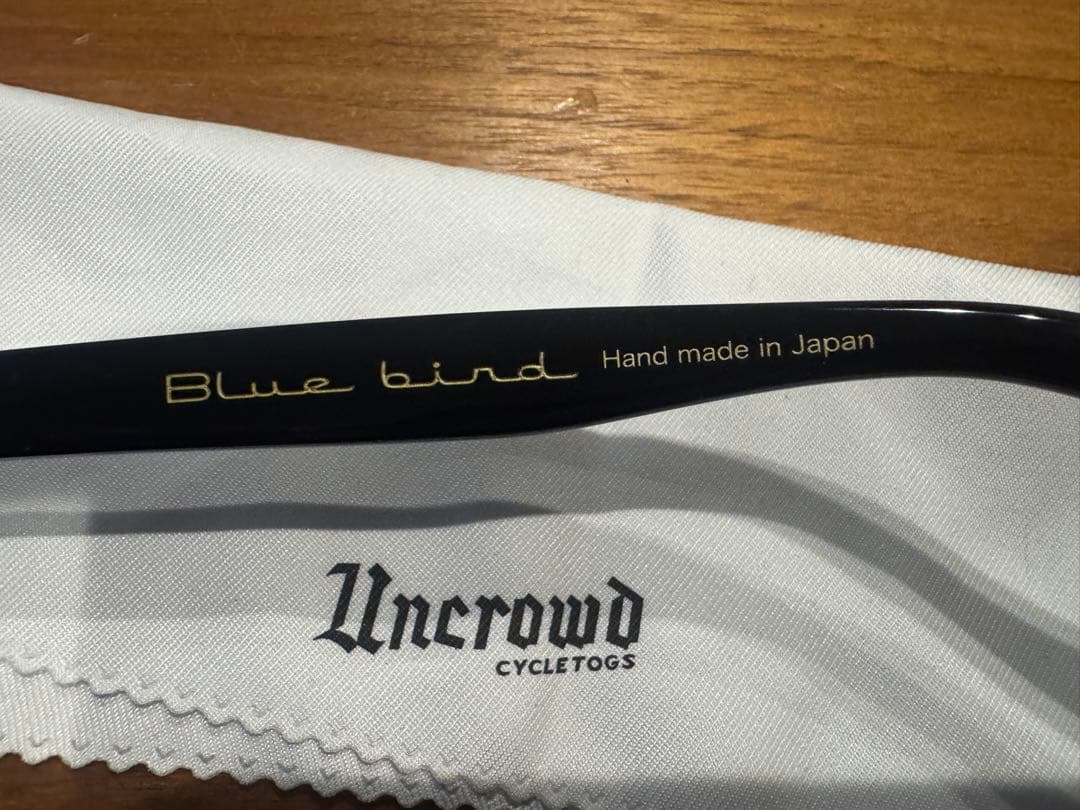 Blue bird Hand made in Japan
Uncrowd
CYCLETOGS